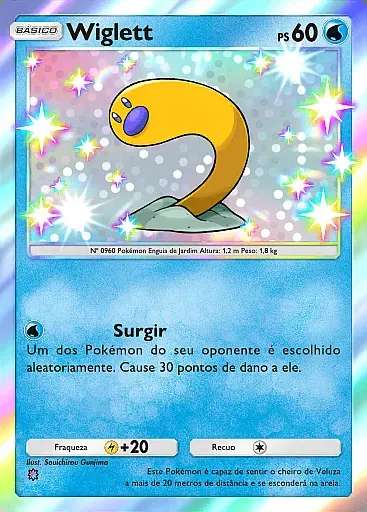 BÁSICO Wiglett PS 60
Nº 0960 Pokémon Enguia de Jardim Altura: 1,2 m Peso: 1,8 kg
Surgir
Um dos Pokémon do seu oponente é escolhido
aleatoriamente. Cause 30 pontos de dano a ele.
Fraqueza +20 Recuo
Ilust. Souichirou Gunjima
Este Pokémon é capaz de sentir o cheiro de Veluza
a mais de 20 metros de distância e se esconderá na areia.